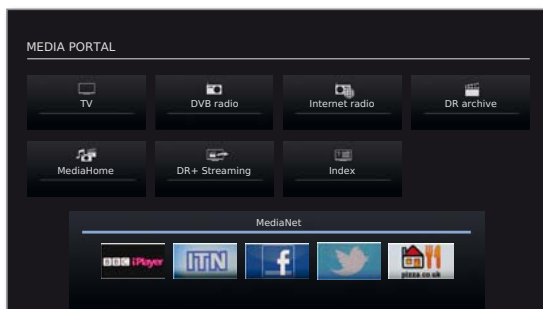 MEDIA PORTAL
TV
DVB radio
Internet radio
DR archive
MediaHome
DR+ Streaming
Index
MediaNet
BBC iPlayer
ITN
f
pizza.co.uk